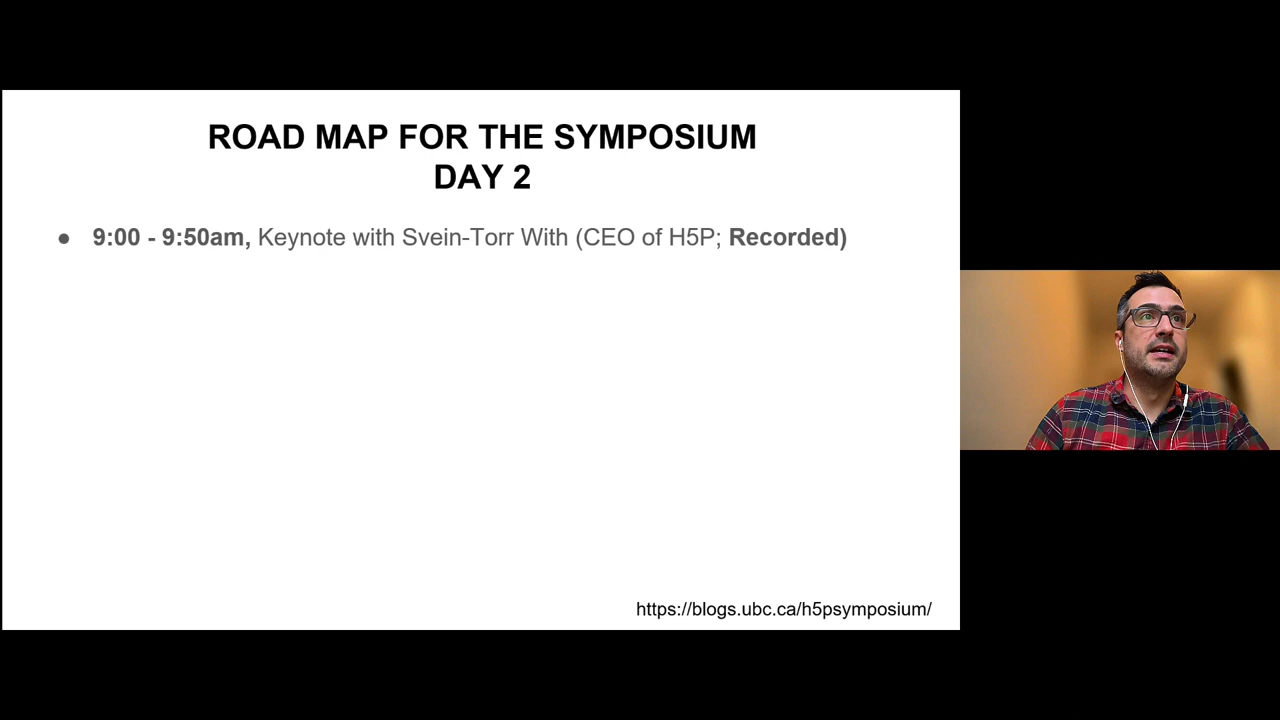 ROAD MAP FOR THE SYMPOSIUM
DAY 2
● 9:00 - 9:50am, Keynote with Svein-Torr With (CEO of H5P; Recorded)
https://blogs.ubc.ca/h5psymposium/